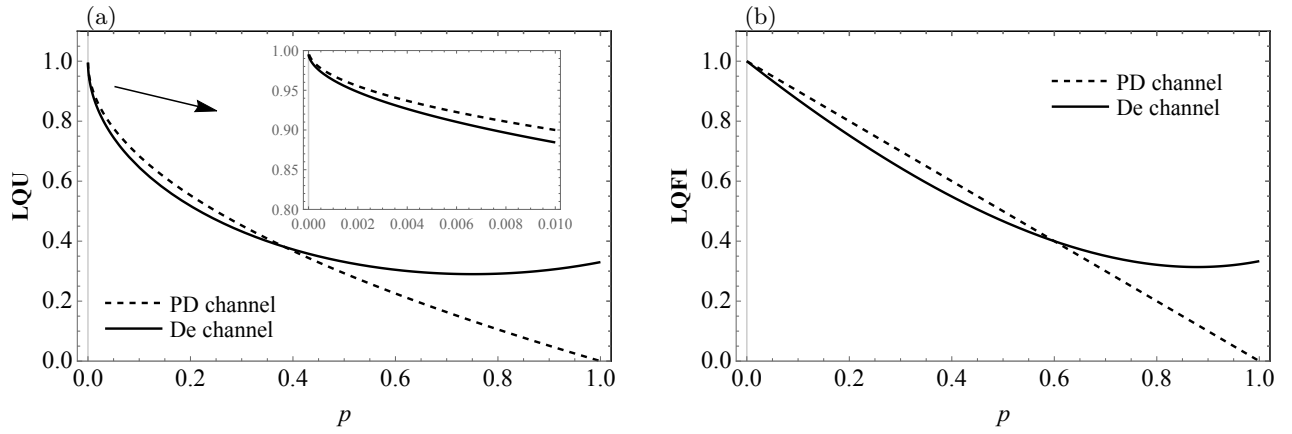 (a)
LQU
1.0
0.8
0.6
0.4
0.2
0.0
1.00
0.95
0.90
0.85
0.80
0.000 0.002 0.004 0.006 0.008 0.010
PD channel
De channel
0.0 0.2 0.4 0.6 0.8 1.0
p
(b)
LQFI
1.0
0.8
0.6
0.4
0.2
0.0
PD channel
De channel
0.0 0.2 0.4 0.6 0.8 1.0
p